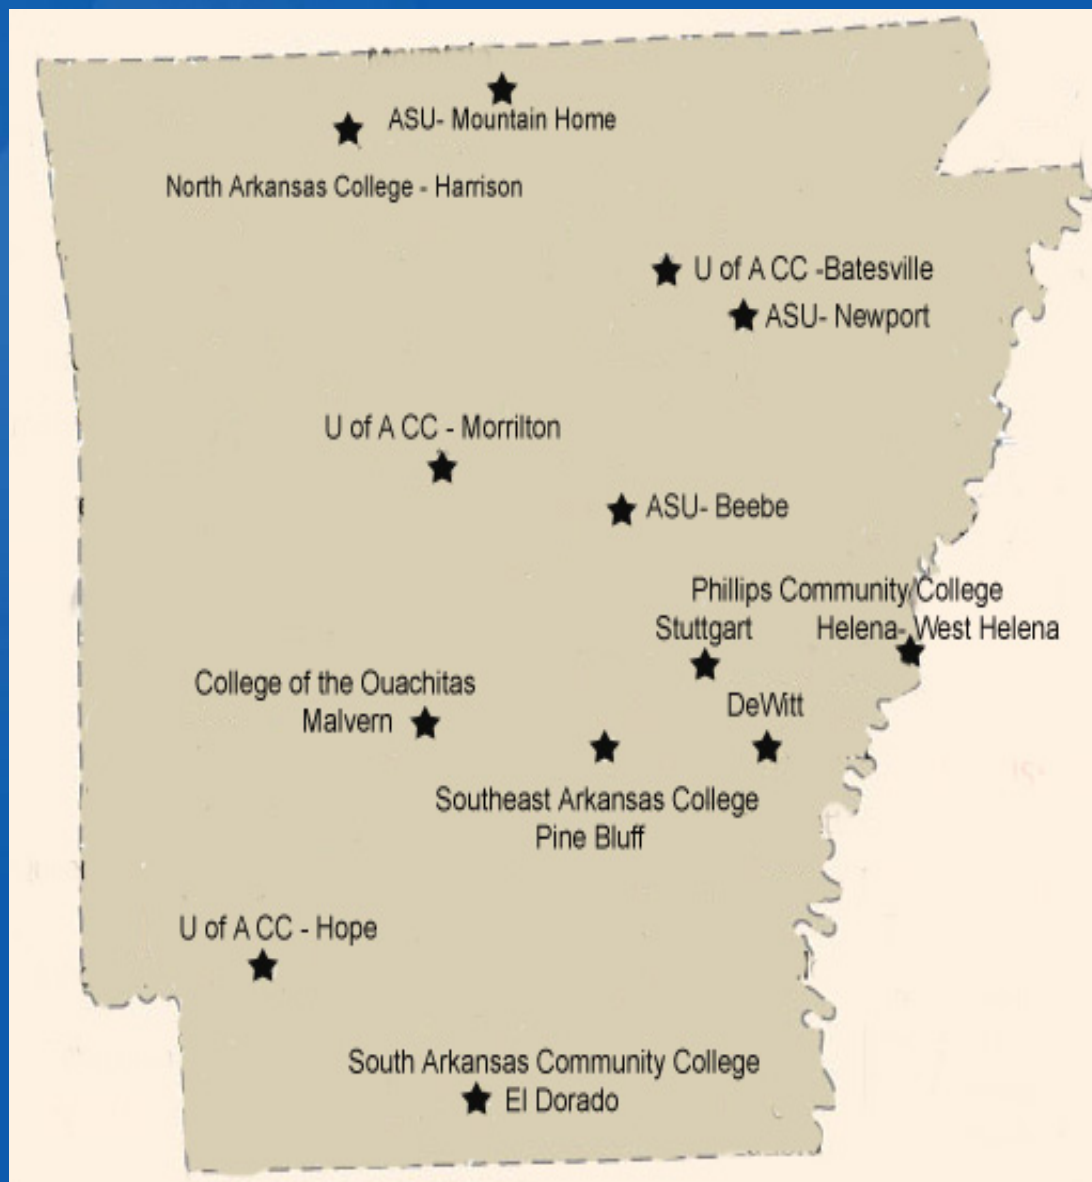 ASU- Mountain Home
North Arkansas College - Harrison
U of A CC -Batesville
ASU- Newport
U of A CC - Morrilton
ASU- Beebe
Phillips Community College
Stuttgart
Helena- West Helena
College of the Ouachitas
Malvern
DeWitt
Southeast Arkansas College
Pine Bluff
U of A CC - Hope
South Arkansas Community College
El Dorado